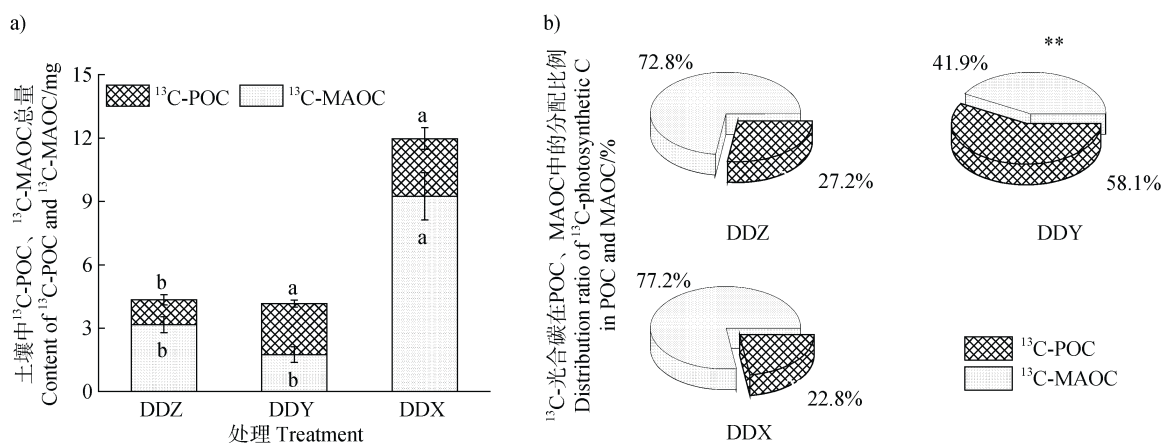 a)
土壤中¹³C-POC、¹³C-MAOC总量
Content of ¹³C-POC and ¹³C-MAOC/mg
15
12
9
6
3
0
¹³C-POC
¹³C-MAOC
b
b
a
b
a
a
DDZ
DDY
DDX
处理 Treatment
b)
¹³C-光合碳在POC、MAOC中的分配比例
Distribution ratio of ¹³C-photosynthetic C
in POC and MAOC/%
72.8%
27.2%
DDZ
**
41.9%
58.1%
DDY
77.2%
22.8%
DDX
¹³C-POC
¹³C-MAOC